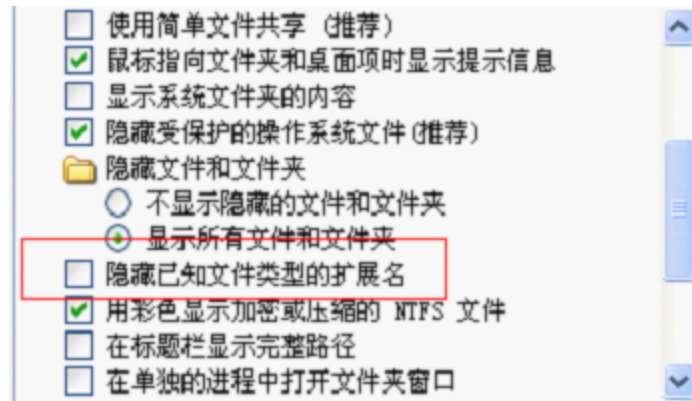 使用简单文件共享 (推荐)
鼠标指向文件夹和桌面项时显示提示信息
显示系统文件夹的内容
隐藏受保护的操作系统文件(推荐)
隐藏文件和文件夹
不显示隐藏的文件和文件夹
显示所有文件和文件夹
隐藏已知文件类型的扩展名
用彩色显示加密或压缩的 NTFS 文件
在标题栏显示完整路径
在单独的进程中打开文件夹窗口